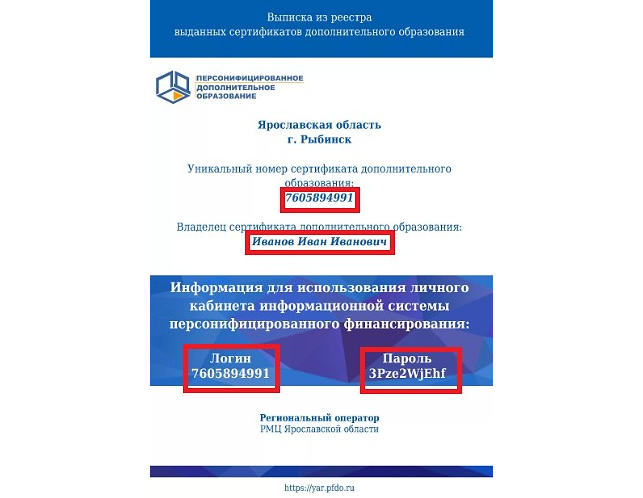 Выписка из реестра
выданных сертификатов дополнительного образования
ПЕРСОНИФИЦИРОВАННОЕ
ДОПОЛНИТЕЛЬНОЕ
ОБРАЗОВАНИЕ
Ярославская область
г. Рыбинск
Уникальный номер сертификата дополнительного
образования:
7605894991
Владелец сертификата дополнительного образования:
Иванов Иван Иванович
Информация для использования личного
кабинета информационной системы
персонифицированного финансирования:
Логин Пароль
7605894991 3Pze2WjEhf
Региональный оператор
РМЦ Ярославской области
https://yar.pfdo.ru